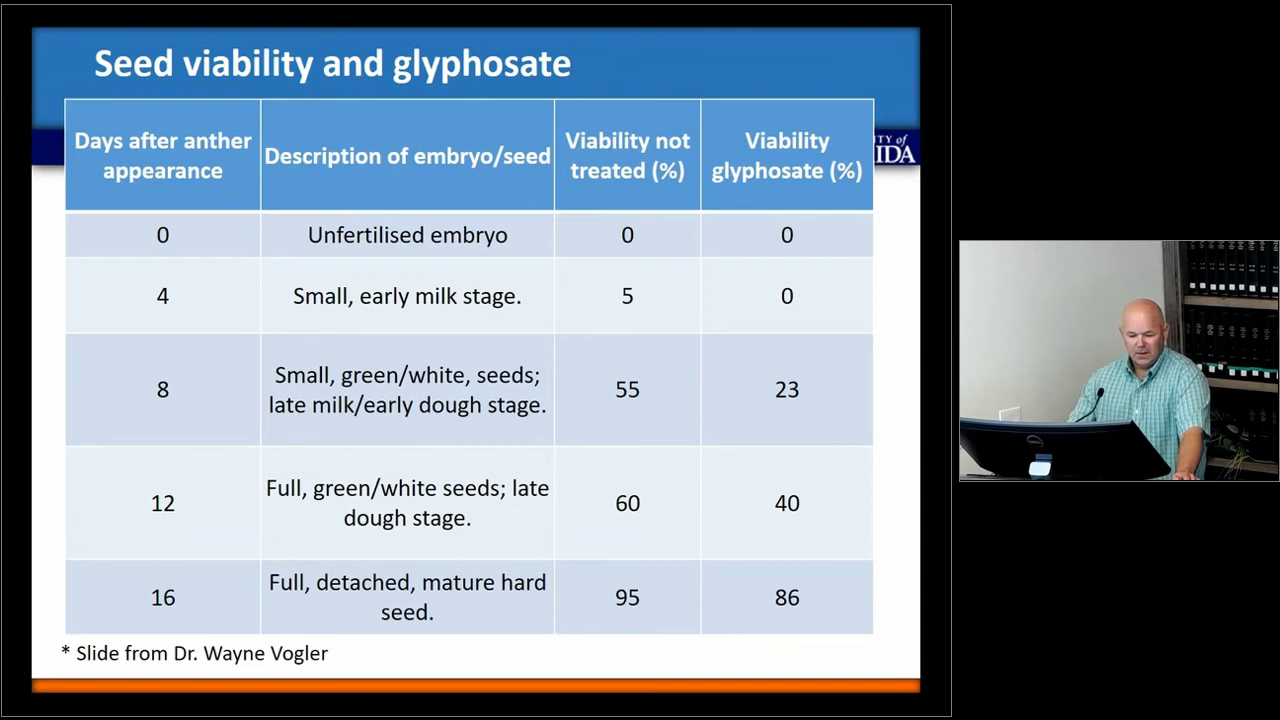 Seed viability and glyphosate
Days after anther
appearance
Description of embryo/seed
Viability not
treated (%)
Viability
glyphosate (%)
ITY of
IDA
0
Unfertilised embryo
0
0
4
Small, early milk stage.
5
0
8
Small, green/white, seeds;
late milk/early dough stage.
55
23
12
Full, green/white seeds; late
dough stage.
60
40
16
Full, detached, mature hard
seed.
95
86
* Slide from Dr. Wayne Vogler